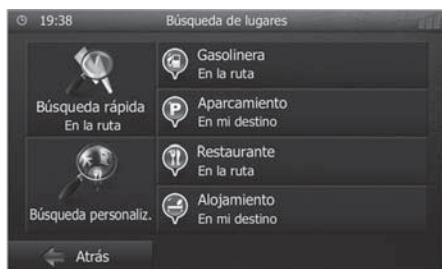 19:38 Búsqueda de lugares
Búsqueda rápida
En la ruta
Búsqueda personaliz.
Gasolinera
En la ruta
P
Aparcamiento
En mi destino
Restaurante
En la ruta
Alojamiento
En mi destino
Atrás